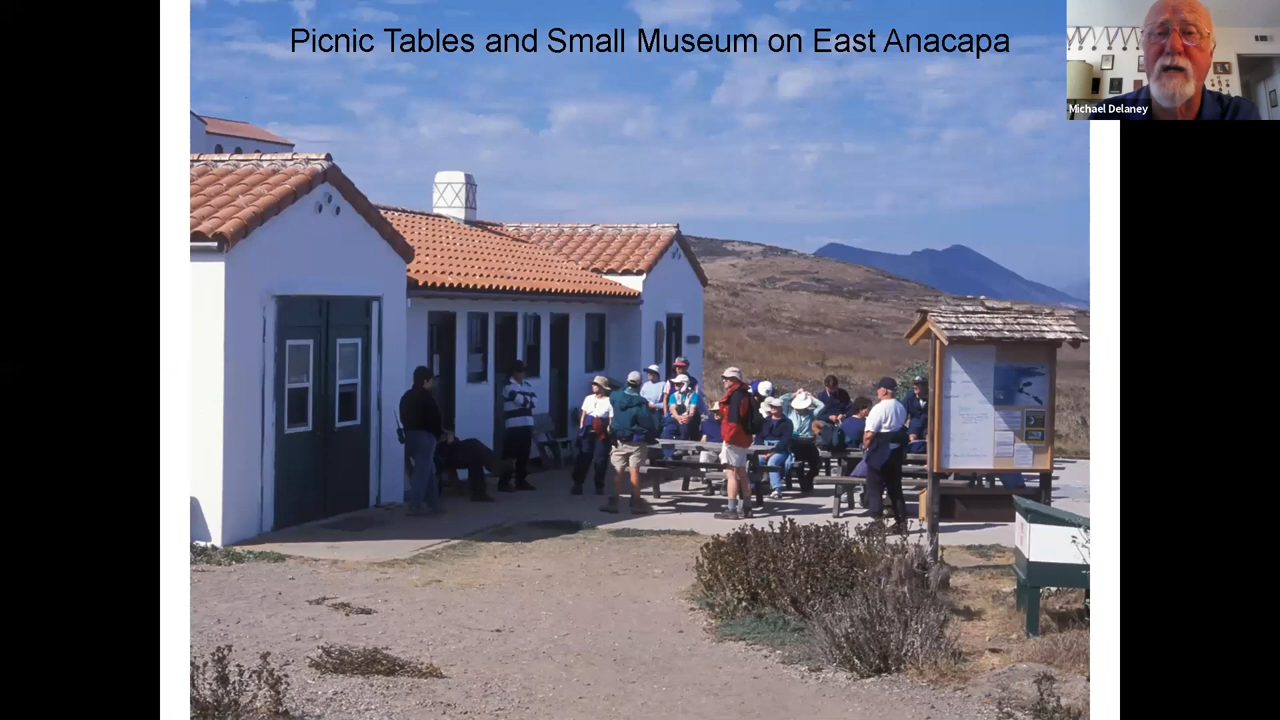 Picnic Tables and Small Museum on East Anacapa
Michael Delaney